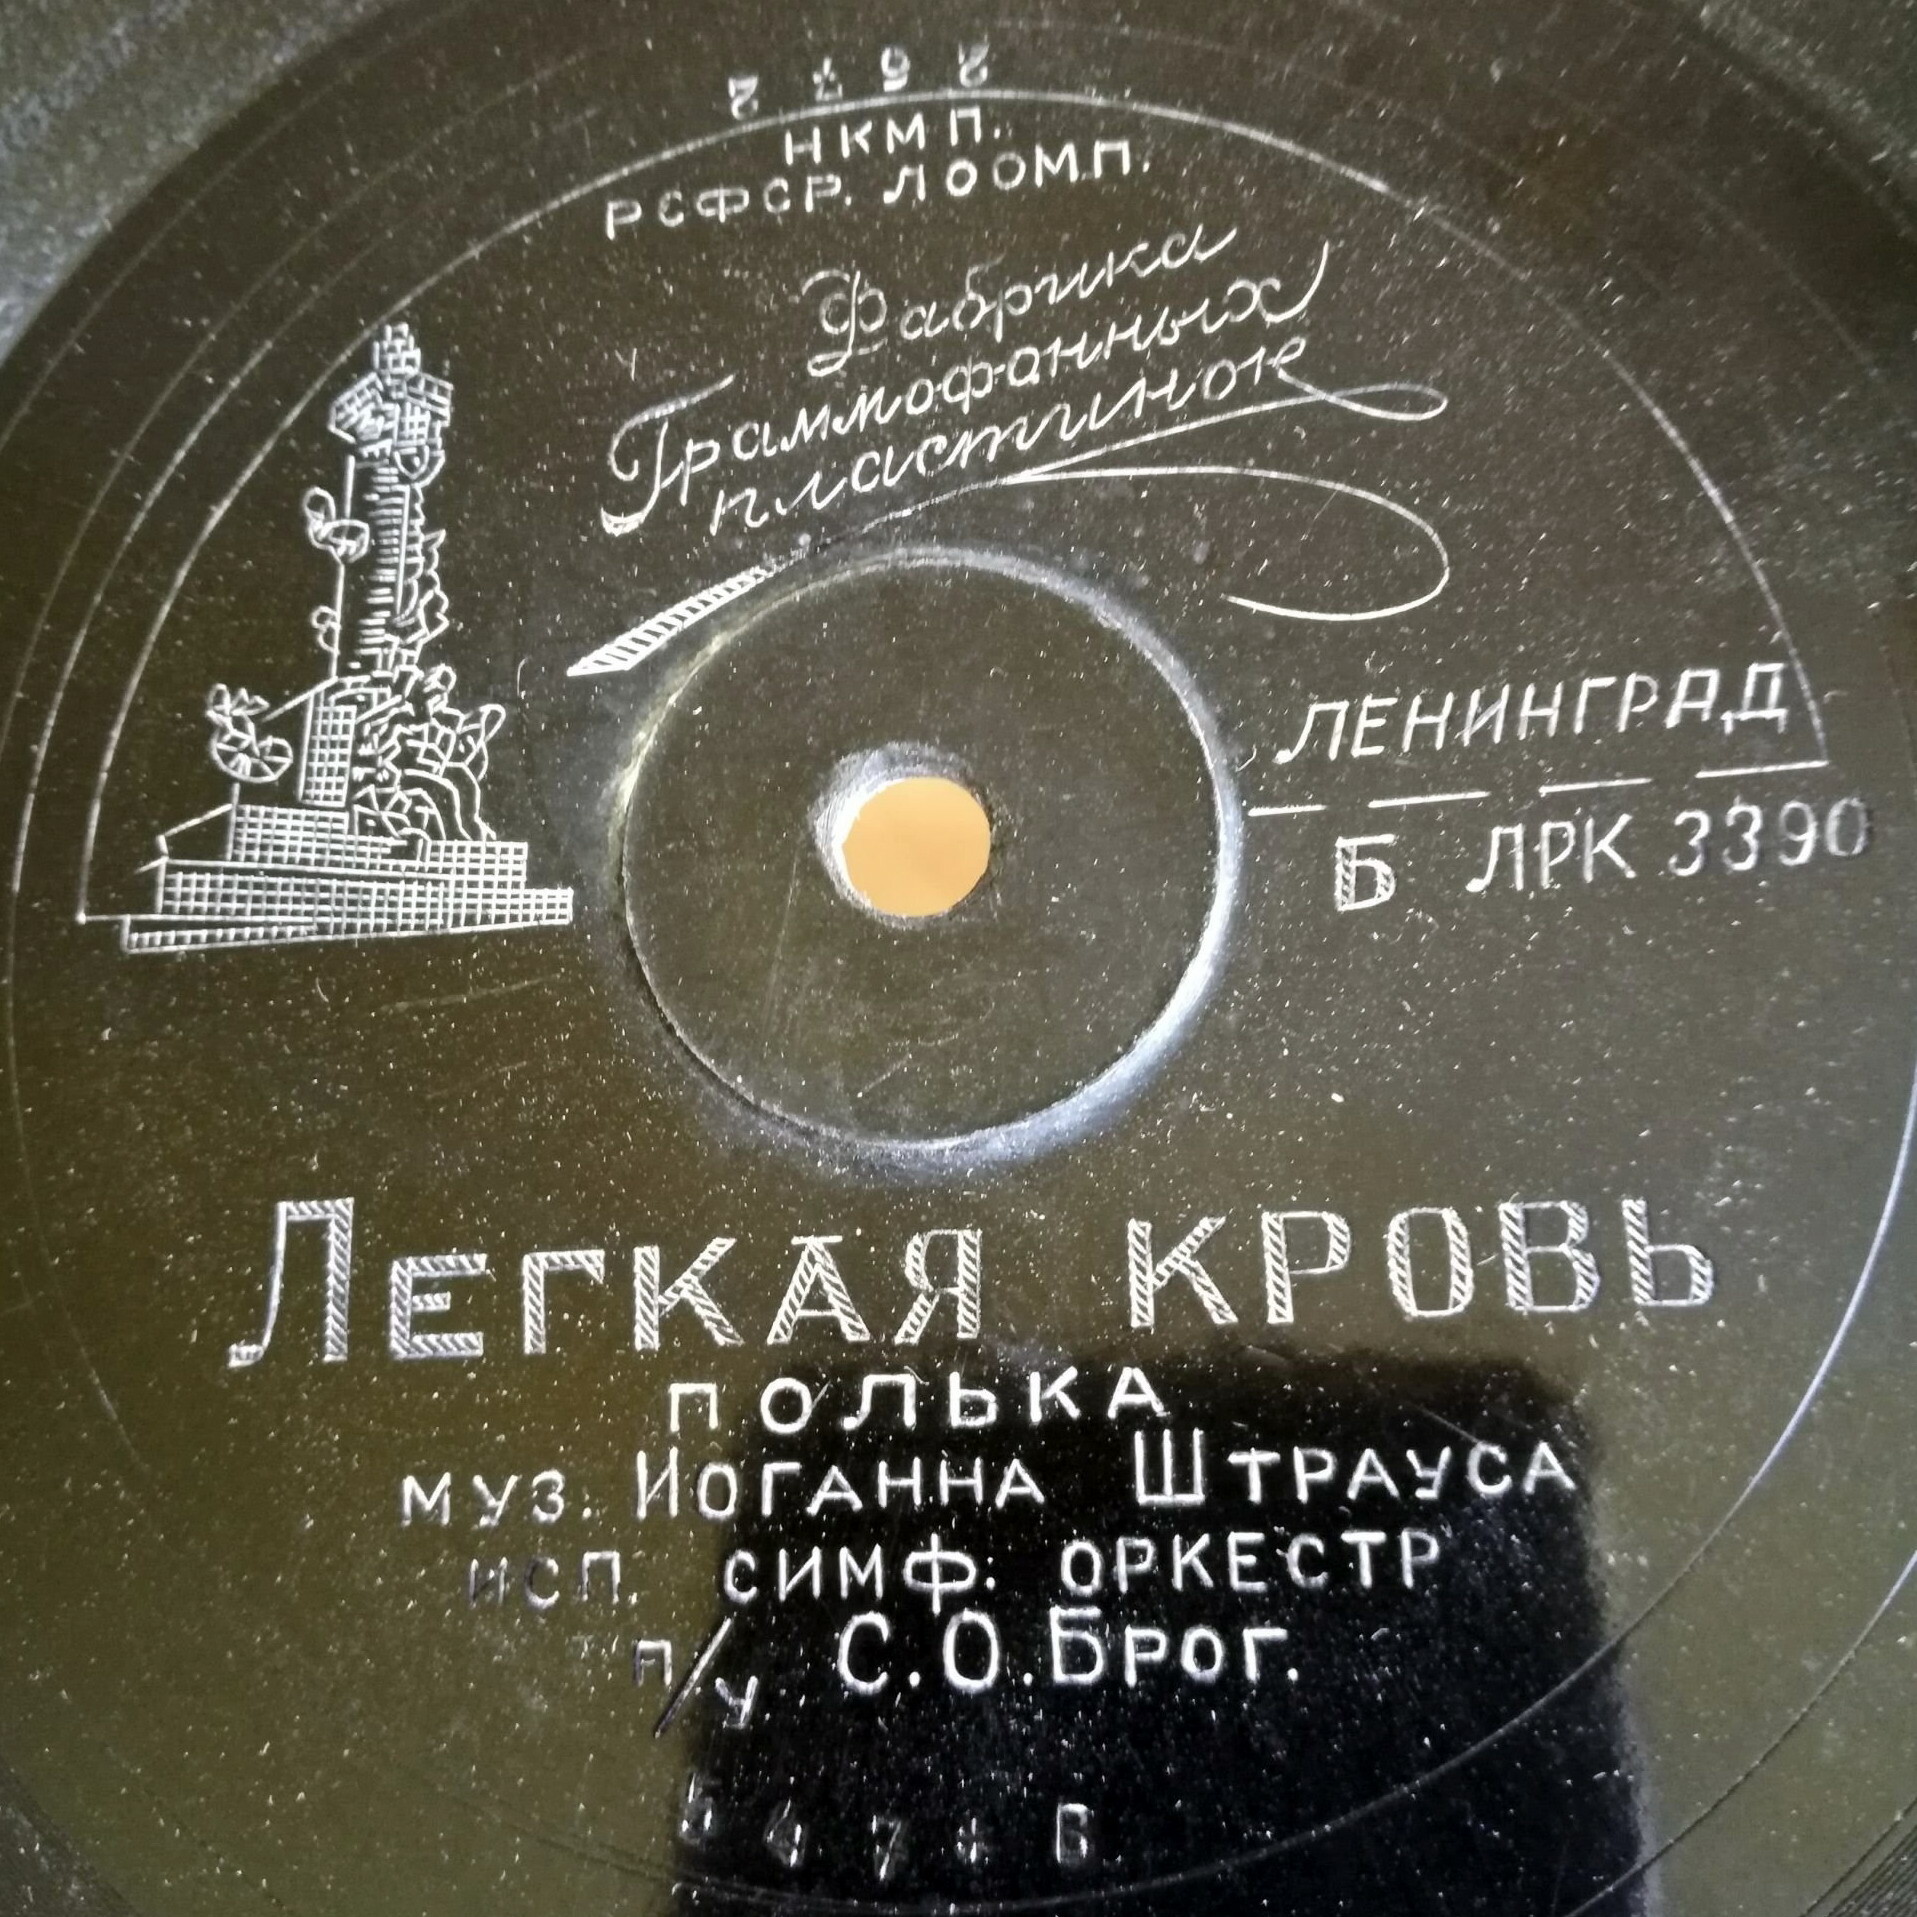 НКМП.
РСФСР. ЛООМП.
Фабрика
Граммофонных
пластинок
ЛЕНИНГРАД
Б ЛРК 3390
ЛЕГКАЯ КРОВЬ
ПОЛЬКА
МУЗ. ИОГАННА ШТРАУСА
ИСП. СИМФ. ОРКЕСТР
П/У С.О.БРОГ.